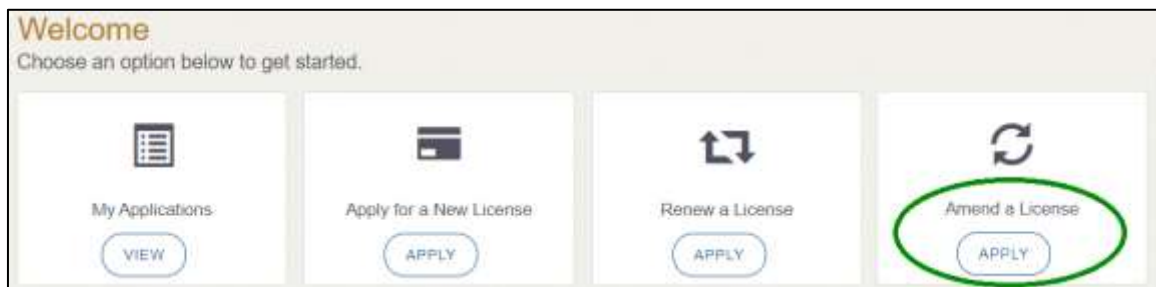 Welcome
Choose an option below to get started.
My Applications
Apply for a New License
Renew a License
Amend a License
VIEW
APPLY
APPLY
APPLY